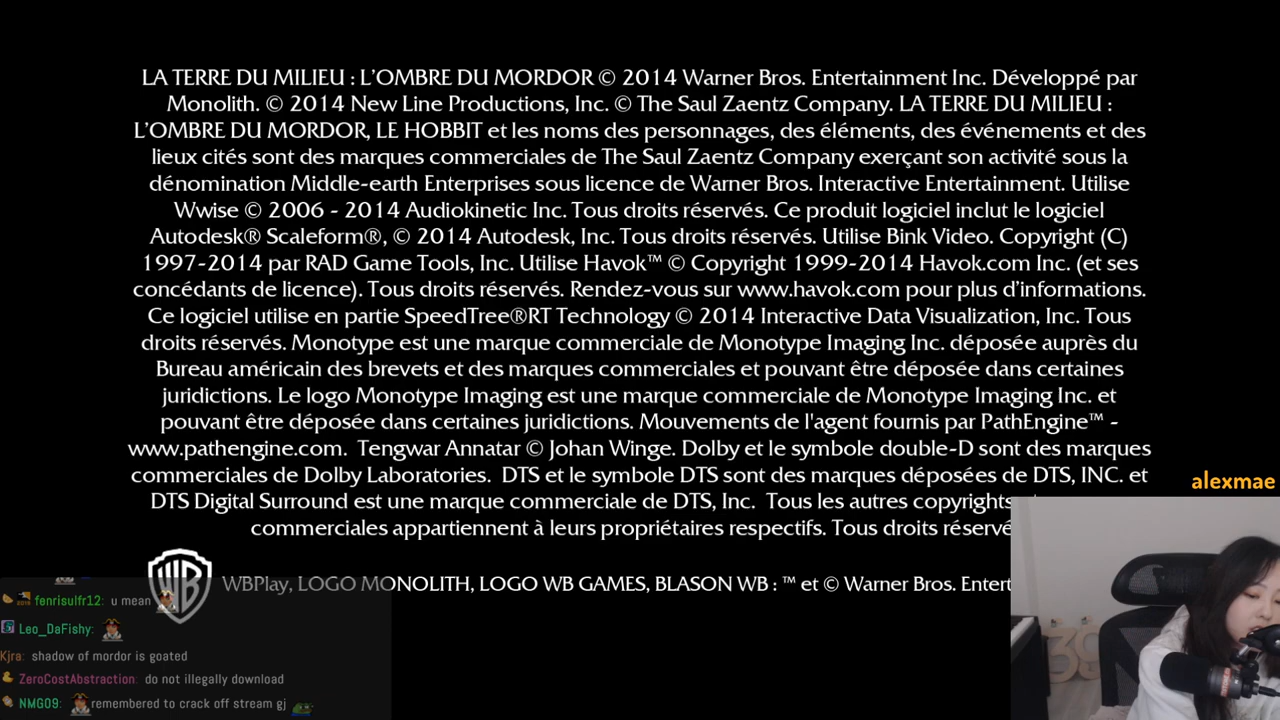 LA TERRE DU MILIEU : L'OMBRE DU MORDOR © 2014 Warner Bros. Entertainment Inc. Développé par
Monolith. © 2014 New Line Productions, Inc. © The Saul Zaentz Company. LA TERRE DU MILIEU :
L'OMBRE DU MORDOR, LE HOBBIT et les noms des personnages, des éléments, des événements et des
lieux cités sont des marques commerciales de The Saul Zaentz Company exerçant son activité sous la
dénomination Middle-earth Enterprises sous licence de Warner Bros. Interactive Entertainment. Utilise
Wwise © 2006 - 2014 Audiokinetic Inc. Tous droits réservés. Ce produit logiciel inclut le logiciel
Autodesk® Scaleform®, © 2014 Autodesk, Inc. Tous droits réservés. Utilise Bink Video. Copyright (C)
1997-2014 par RAD Game Tools, Inc. Utilise Havok™ © Copyright 1999-2014 Havok.com Inc. (et ses
concédants de licence). Tous droits réservés. Rendez-vous sur www.havok.com pour plus d'informations.
Ce logiciel utilise en partie SpeedTree®RT Technology © 2014 Interactive Data Visualization, Inc. Tous
droits réservés. Monotype est une marque commerciale de Monotype Imaging Inc. déposée auprès du
Bureau américain des brevets et des marques commerciales et pouvant être déposée dans certaines
juridictions. Le logo Monotype Imaging est une marque commerciale de Monotype Imaging Inc. et
pouvant être déposée dans certaines juridictions. Mouvements de l'agent fournis par PathEngine™ -
www.pathengine.com. Tengwar Annatar © Johan Winge. Dolby et le symbole double-D sont des marques
commerciales de Dolby Laboratories. DTS et le symbole DTS sont des marques déposées de DTS, INC. et
DTS Digital Surround est une marque commerciale de DTS, Inc. Tous les autres copyrights
commerciales appartiennent à leurs propriétaires respectifs. Tous droits réservé
WB
WBPlay, LOGO MONOLITH, LOGO WB GAMES, BLASON WB : ™ et © Warner Bros. Entert
alexmae
fenrisulfr12: u mean
Leo_DaFishy:
Kjra: shadow of mordor is goated
ZeroCostAbstraction: do not illegally download
NMG09: remembered to crack off stream gj